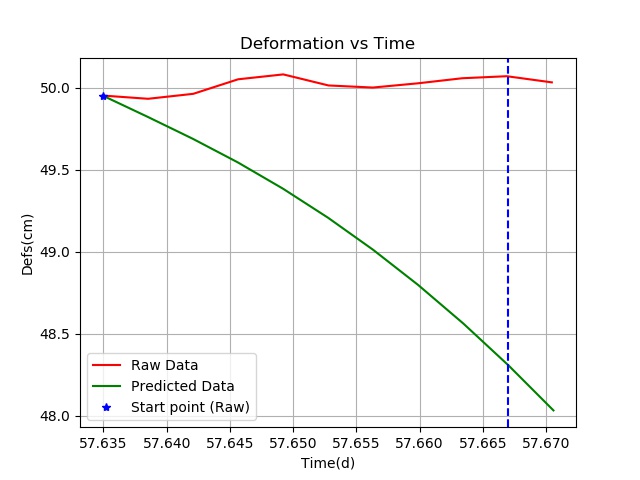 Deformation vs Time
Defs(cm)
50.0
49.5
49.0
48.5
48.0
Raw Data
Predicted Data
Start point (Raw)
57.635 57.640 57.645 57.650 57.655 57.660 57.665 57.670
Time(d)